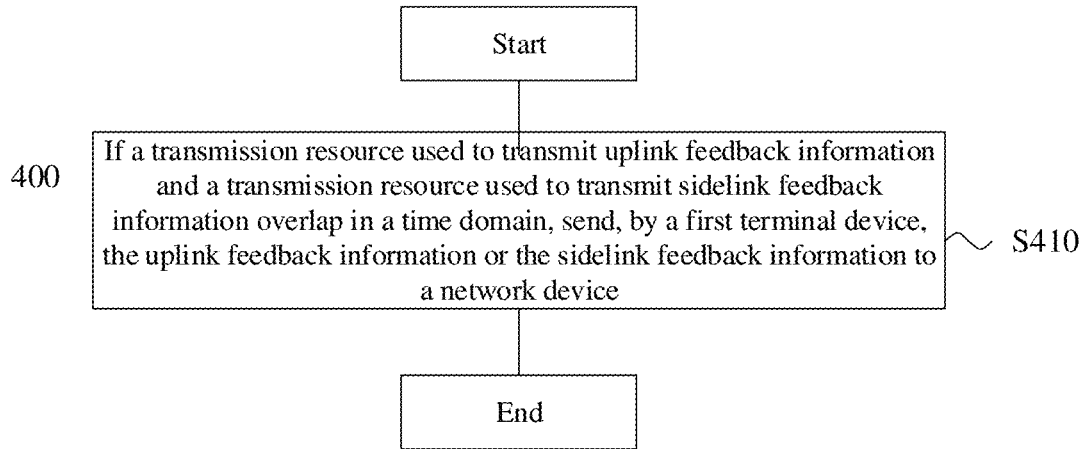 Start
400
If a transmission resource used to transmit uplink feedback information
and a transmission resource used to transmit sidelink feedback
information overlap in a time domain, send, by a first terminal device,
the uplink feedback information or the sidelink feedback information to
a network device
S410
End